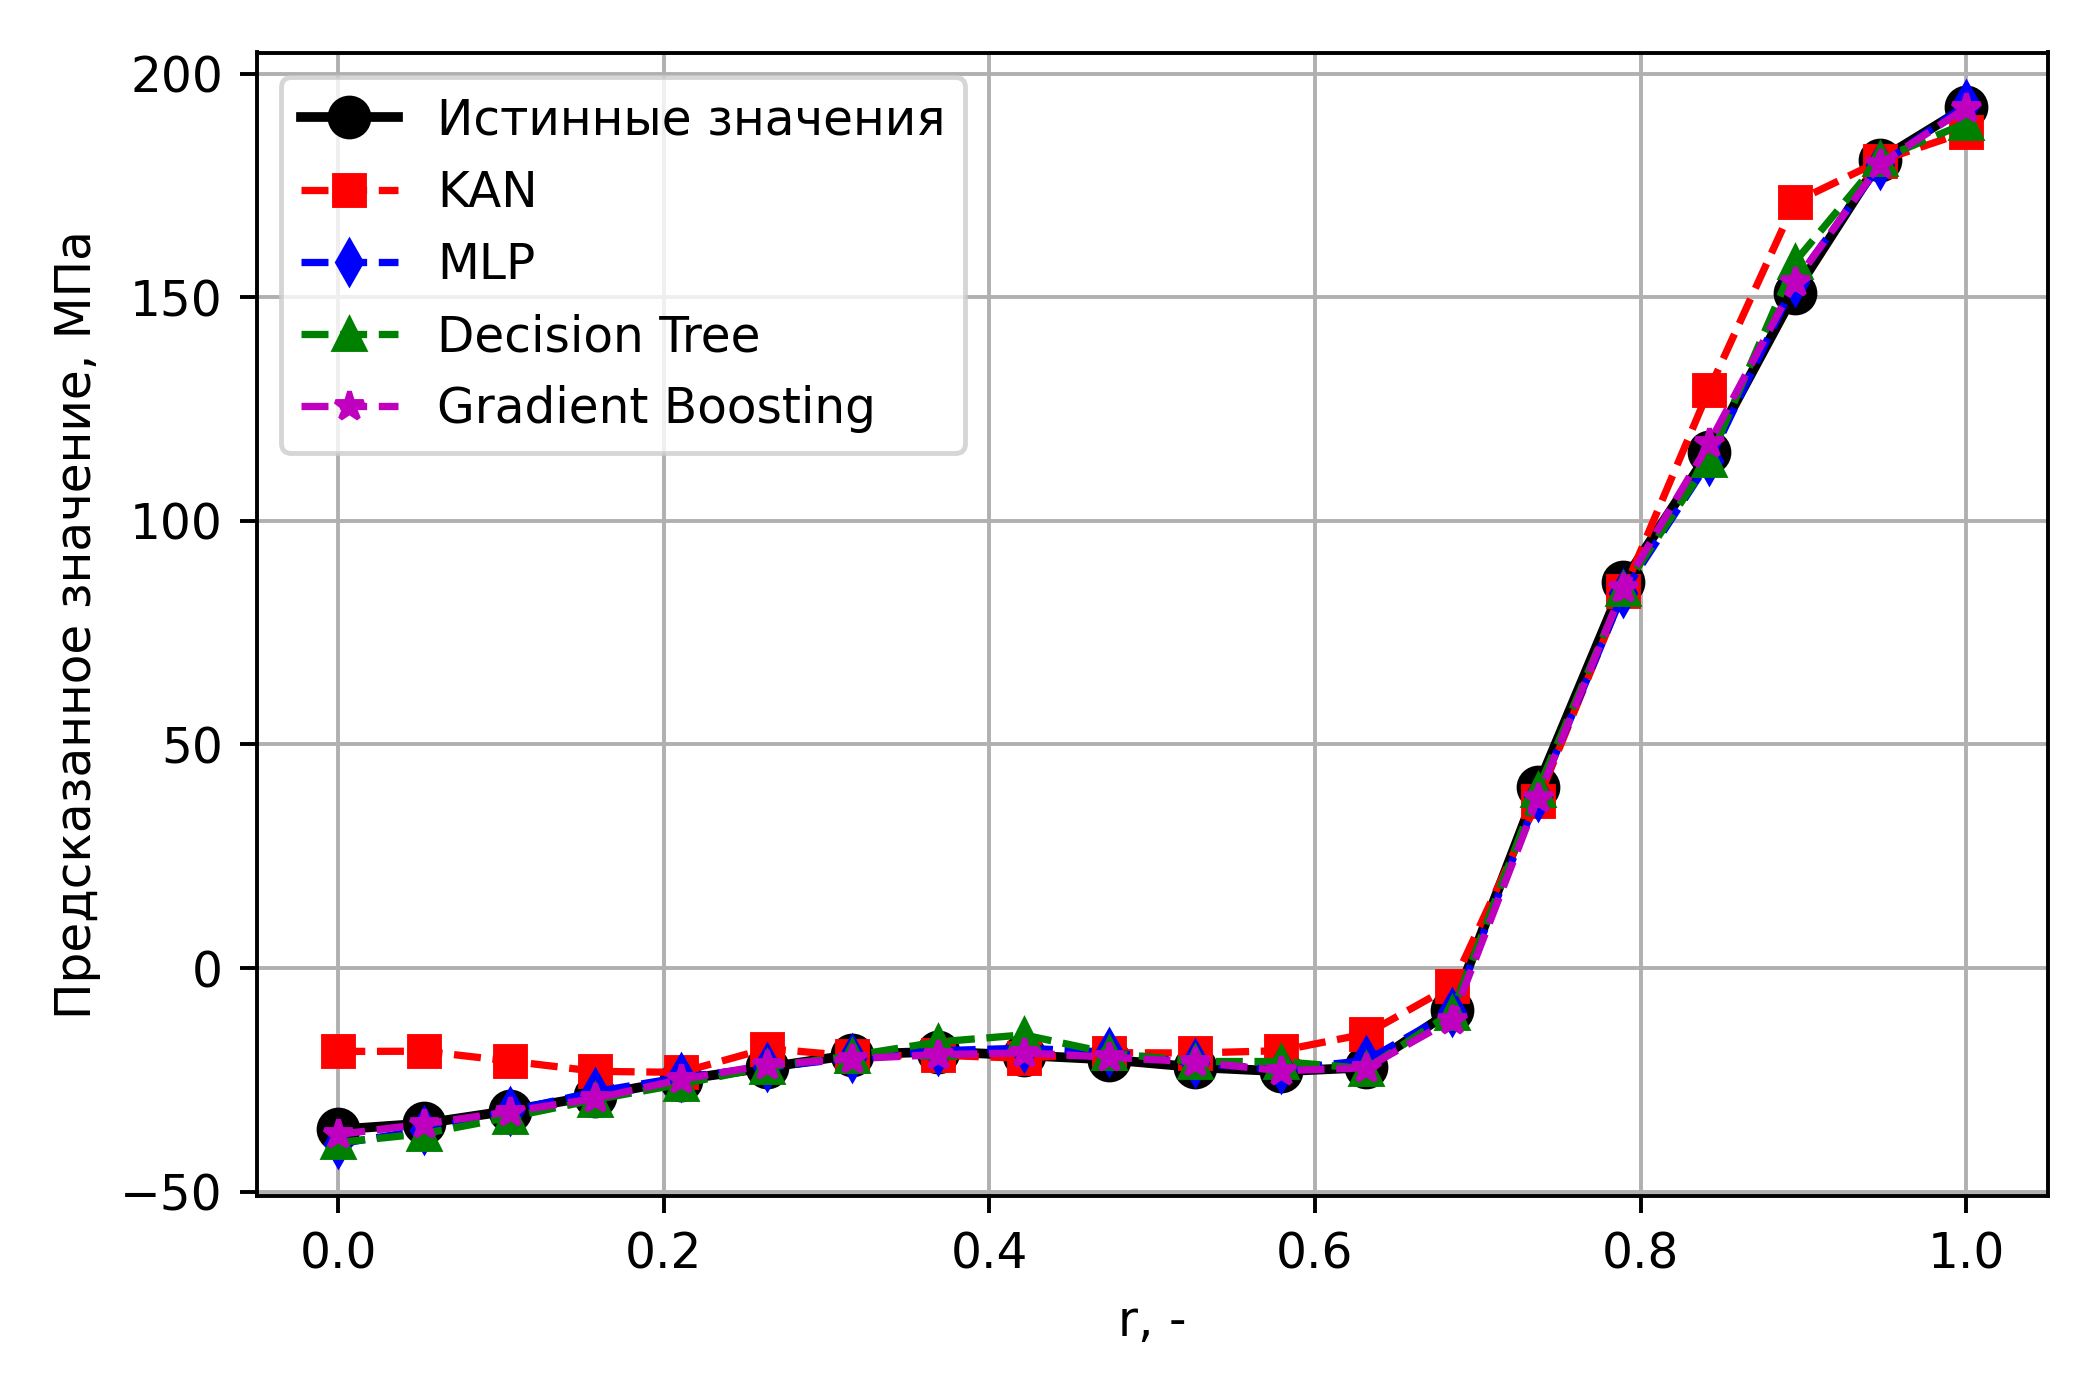 Предсказанное значение, МПа
200
150
100
50
0
−50
Истинные значения
KAN
MLP
Decision Tree
Gradient Boosting
0.0 0.2 0.4 0.6 0.8 1.0
r, -